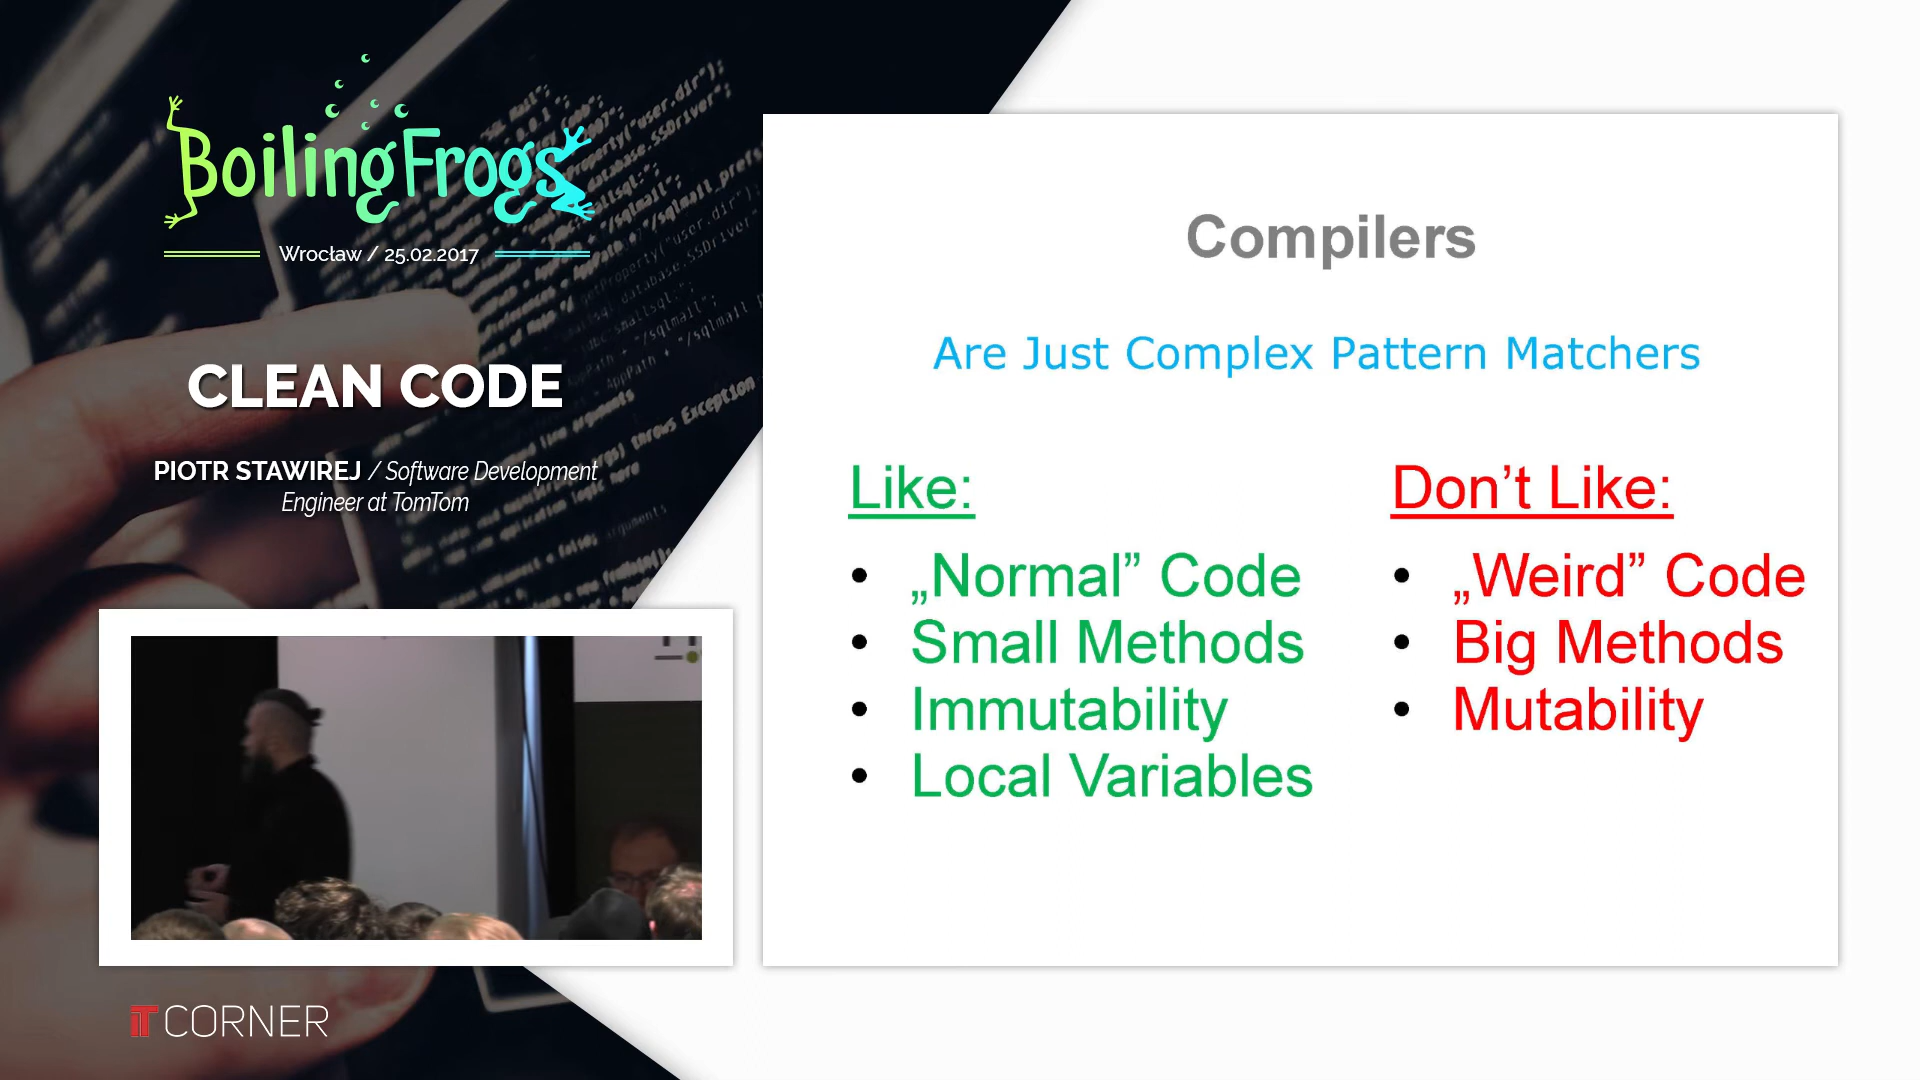 BoilingFrogs
Wrocław / 25.02.2017
CLEAN CODE
PIOTR STAWIREJ / Software Development
Engineer at TomTom
IT CORNER
Compilers
Are Just Complex Pattern Matchers
Like:
• „Normal” Code
• Small Methods
• Immutability
• Local Variables
Don’t Like:
• „Weird” Code
• Big Methods
• Mutability